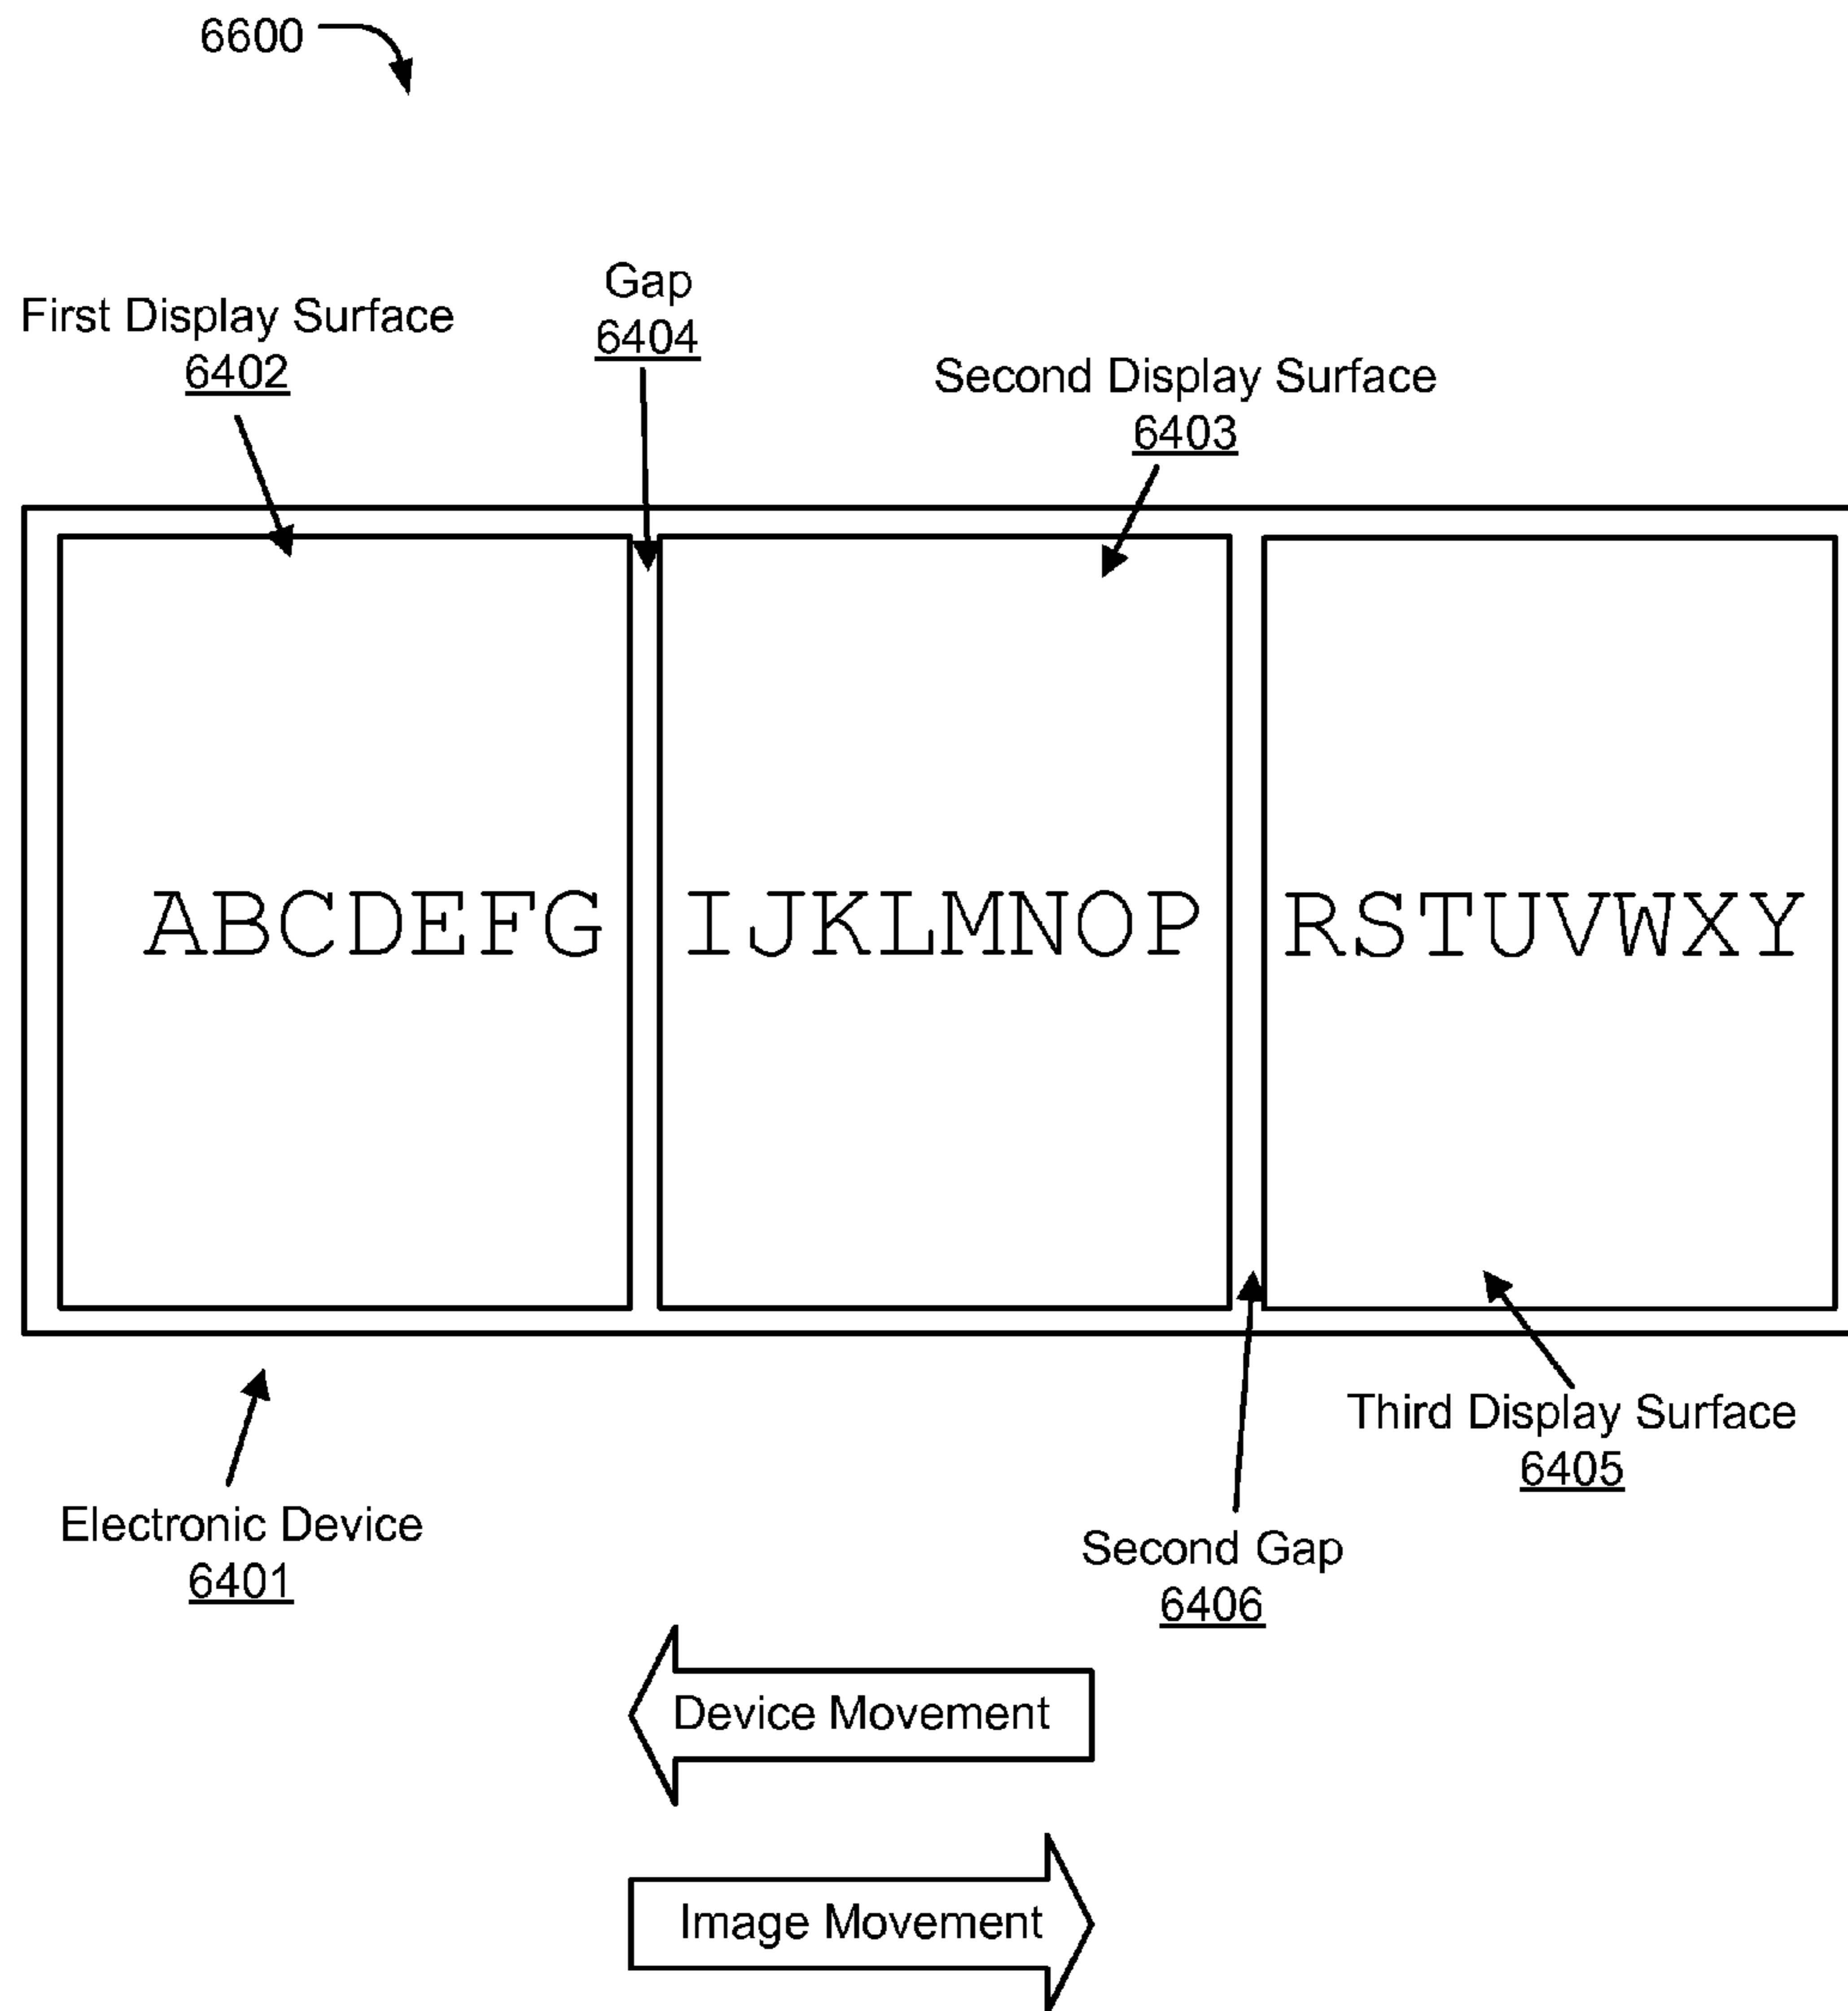 6600
First Display Surface
6402
Gap
6404
Second Display Surface
6403
ABCDEFG IJKLMNOP RSTUVWXY
Electronic Device
6401
Second Gap
6406
Third Display Surface
6405
Device Movement
Image Movement